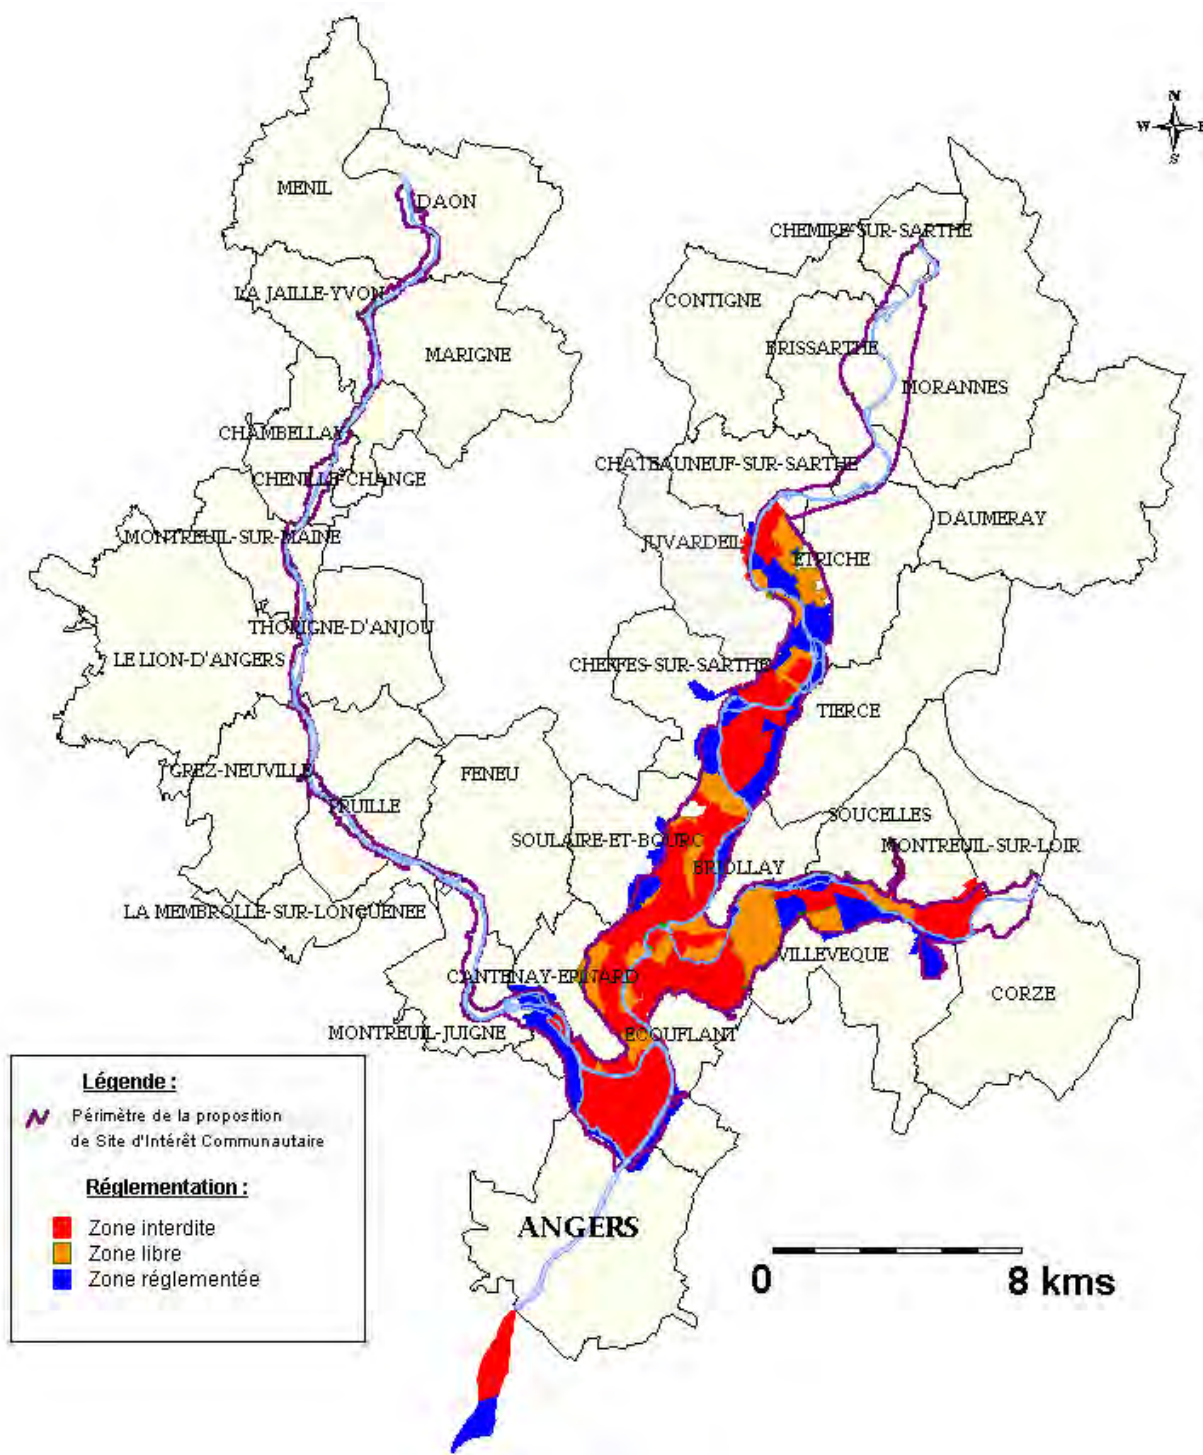 N
W
E
S
MENIL
DAON
CHEMIRE-SUR-SARTHE
LA JAILLE-YVON
CONTIGNE
MARIGNE
BRISSARTHE
MORANNES
CHAMBELLAY
CHATEAUNEUF-SUR-SARTHE
CHENILLE-CHANGE
MONTREUIL-SUR-MAINE
JUVARDEIL
DAUMERAY
ETRICHE
THORIGNE-D'ANJOU
LE LION-D'ANGERS
CHEFFES-SUR-SARTHE
TIERCE
GREZ-NEUVILLE
FENEU
PRUILLE
SOULAIRE-ET-BOURG
SOUCELLES
MONTREUIL-SUR-LOIR
BRIOLLAY
LA MEMBROLLE-SUR-LONGUENEE
VILLEVEQUE
CANTENAY-EPINARD
CORZE
MONTREUIL-JUIGNE
ECOUFLANT
Légende :
Périmètre de la proposition
de Site d'Intérêt Communautaire
Réglementation :
Zone interdite
Zone libre
Zone réglementée
ANGERS
0 8 kms